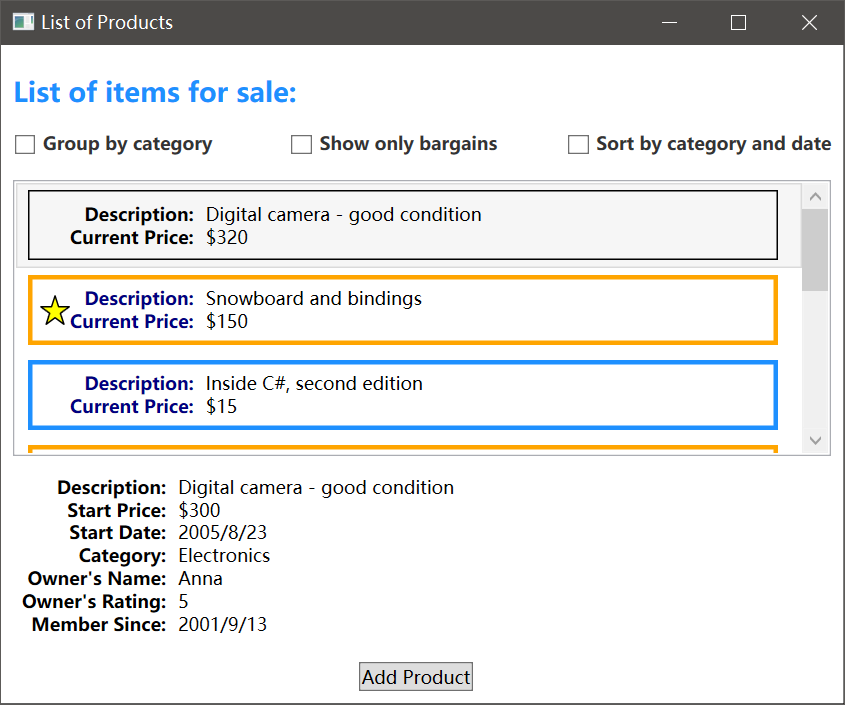 List of Products
List of items for sale:
Group by category
Show only bargains
Sort by category and date
Description: Digital camera - good condition
Current Price: $320
Description: Snowboard and bindings
Current Price: $150
Description: Inside C#, second edition
Current Price: $15
Description: Digital camera - good condition
Start Price: $300
Start Date: 2005/8/23
Category: Electronics
Owner's Name: Anna
Owner's Rating: 5
Member Since: 2001/9/13
Add Product